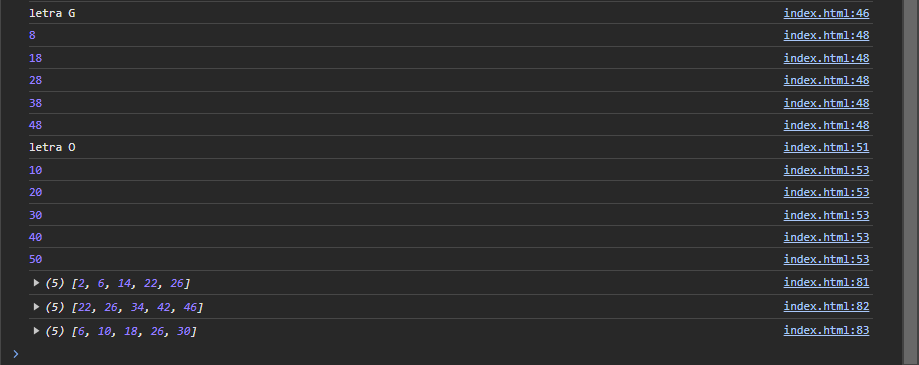 letra G index.html:46
8 index.html:48
18 index.html:48
28 index.html:48
38 index.html:48
48 index.html:48
letra O index.html:51
10 index.html:53
20 index.html:53
30 index.html:53
40 index.html:53
50 index.html:53
(5) [2, 6, 14, 22, 26] index.html:81
(5) [22, 26, 34, 42, 46] index.html:82
(5) [6, 10, 18, 26, 30] index.html:83